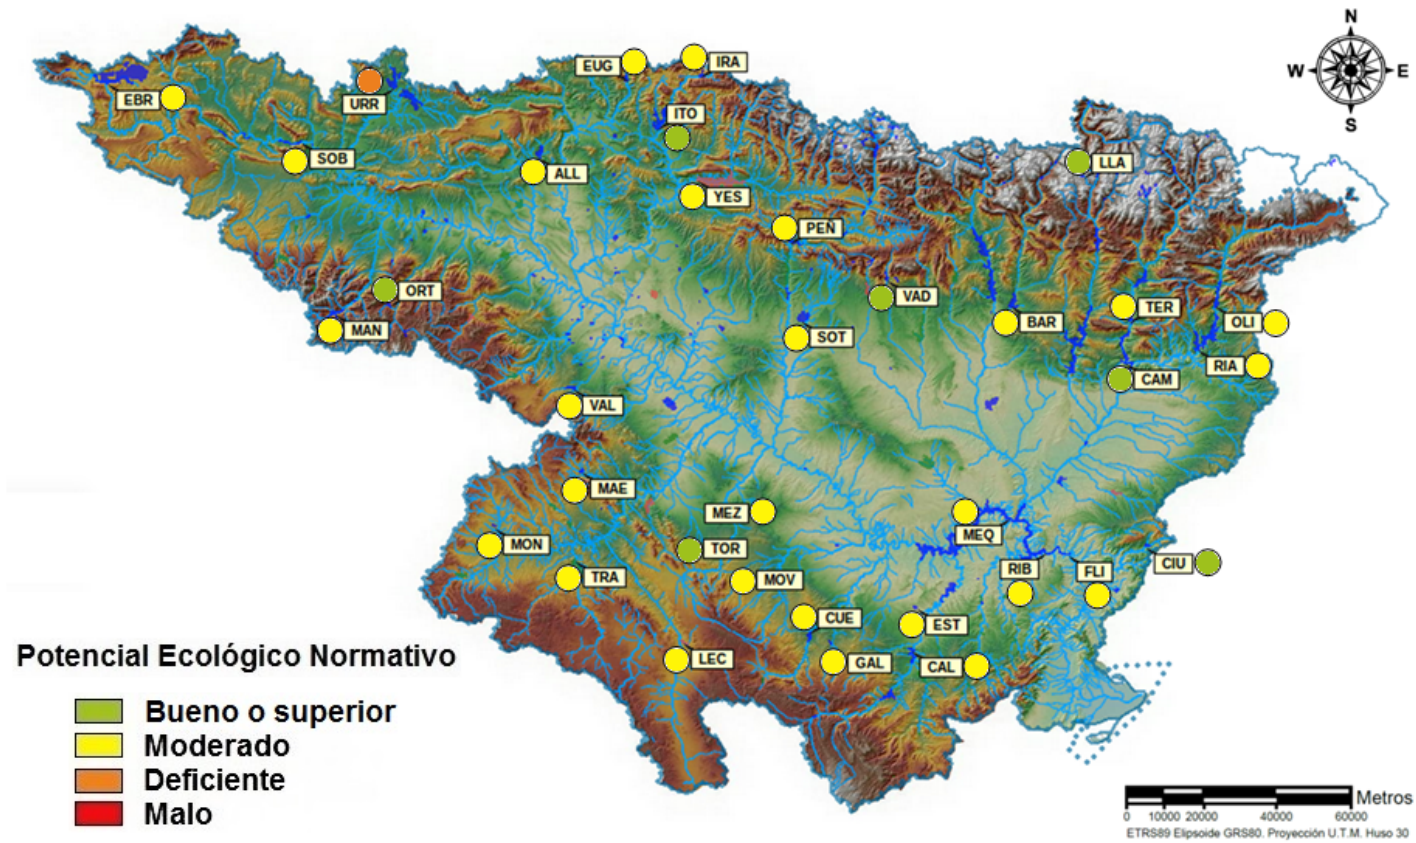 N
W
E
S
EUG
IRA
EBR
URR
ITO
SOB
ALL
LLA
YES
PEÑ
ORT
VAD
MAN
SOT
BAR
TER
OLI
RIA
CAM
VAL
MAE
MEZ
MEQ
MON
TOR
CIU
TRA
MOV
RIB
FLI
CUE
EST
LEC
GAL
CAL
Potencial Ecológico Normativo
Bueno o superior
Moderado
Deficiente
Malo
Metros
0 10000 20000 40000 60000
ETRS89 Elipsoide GRS80. Proyección U.T.M. Huso 30